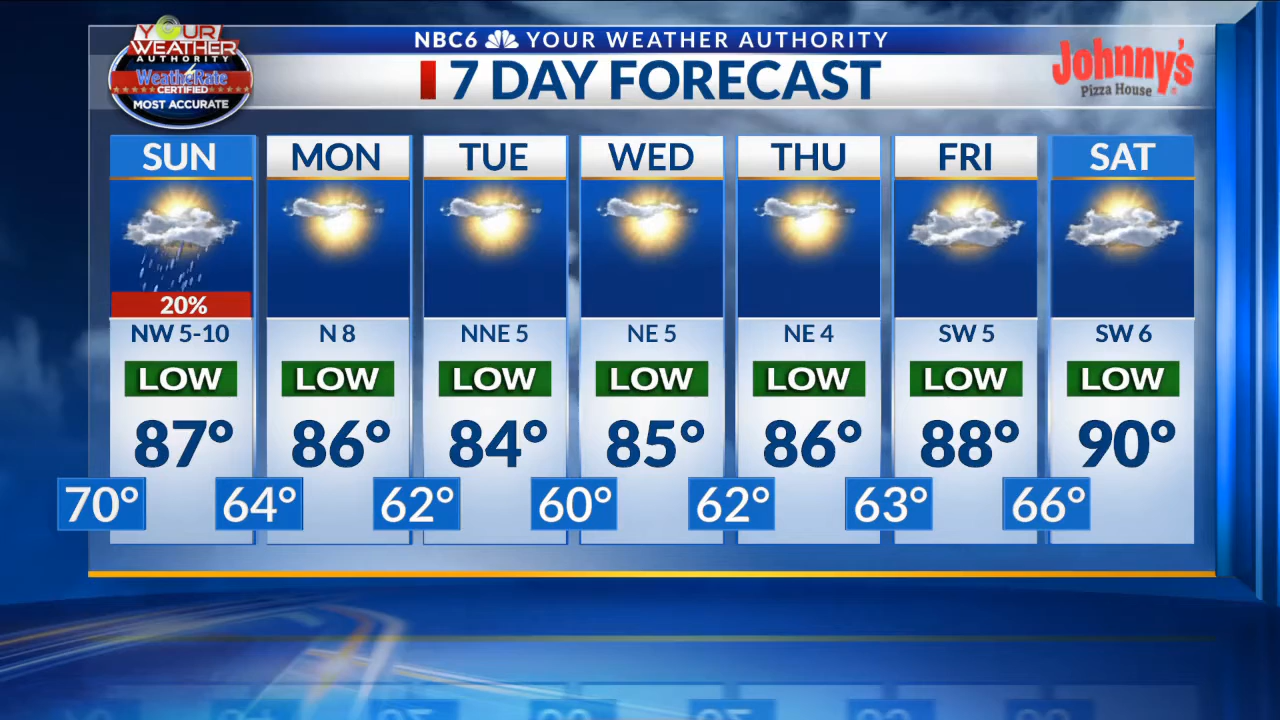 NBC6 YOUR WEATHER AUTHORITY
7 DAY FORECAST
YOUR
WEATHER
AUTHORITY
WeatheRate
CERTIFIED
MOST ACCURATE
Johnny's
Pizza House
SUN MON TUE WED THU FRI SAT
20%
NW 5-10 N 8 NNE 5 NE 5 NE 4 SW 5 SW 6
LOW LOW LOW LOW LOW LOW LOW
87° 86° 84° 85° 86° 88° 90°
70° 64° 62° 60° 62° 63° 66°